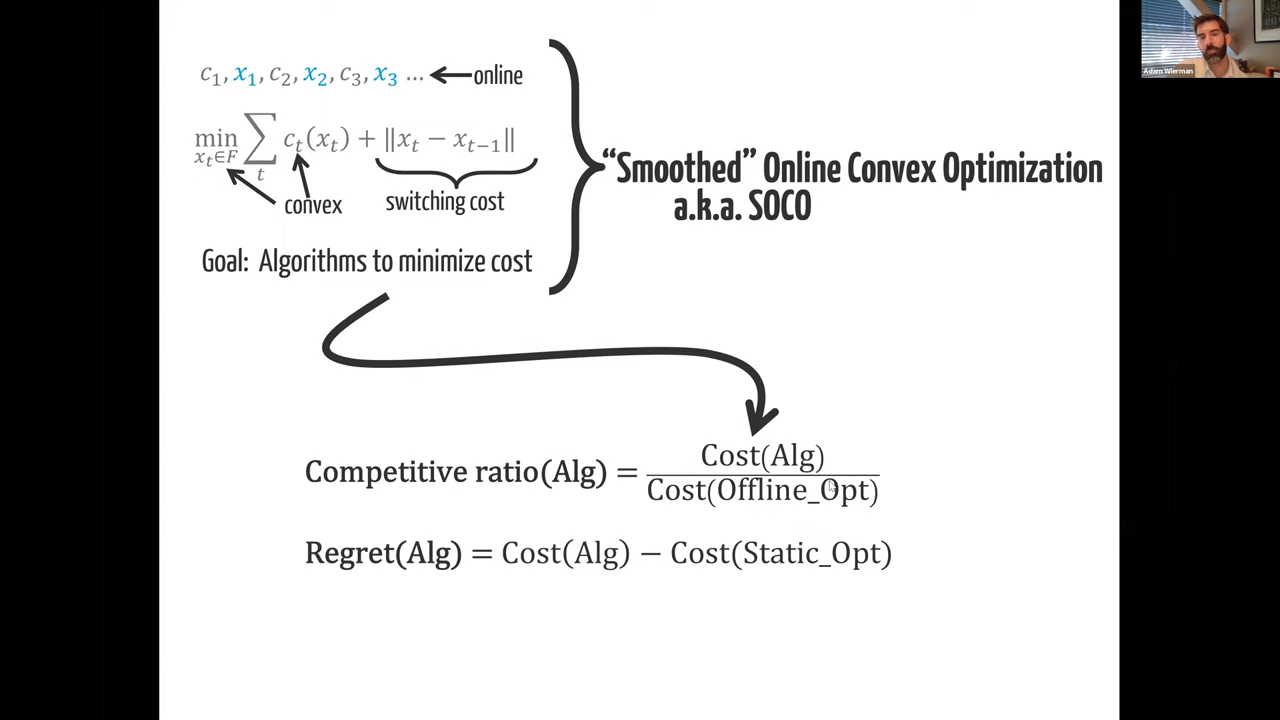 c₁, x₁, c₂, x₂, c₃, x₃ ...
online
min ∑ cₜ(xₜ) + ‖xₜ − xₜ₋₁‖
xₜ∈F t
convex
switching cost
Goal: Algorithms to minimize cost
“Smoothed” Online Convex Optimization
a.k.a. SOCO
Competitive ratio(Alg) = Cost(Alg) / Cost(Offline_Opt)
Regret(Alg) = Cost(Alg) − Cost(Static_Opt)
Adam Wierman